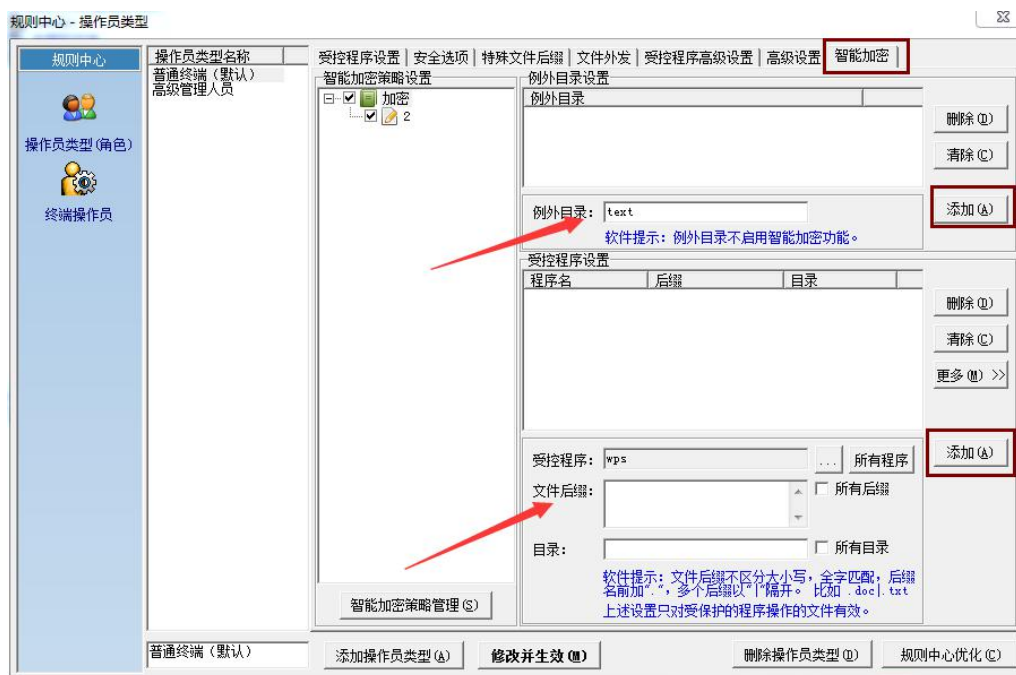 规则中心 - 操作员类型
规则中心
操作员类型(角色)
终端操作员
操作员类型名称
普通终端（默认）
高级管理人员
普通终端（默认）
受控程序设置
安全选项
特殊文件后缀
文件外发
受控程序高级设置
高级设置
智能加密
智能加密策略设置
加密
2
智能加密策略管理(S)
例外目录设置
例外目录
删除(D)
清除(C)
例外目录：
text
添加(A)
软件提示：例外目录不启用智能加密功能。
受控程序设置
程序名
后缀
目录
删除(D)
清除(C)
更多(M) >>
受控程序：
wps
...
所有程序
添加(A)
文件后缀：
所有后缀
目录：
所有目录
软件提示：文件后缀不区分大小写，全字匹配，后缀
名前加"."，多个后缀以"|"隔开。 比如 .doc|.txt
上述设置只对受保护的程序操作的文件有效。
添加操作员类型(A)
修改并生效(M)
删除操作员类型(D)
规则中心优化(C)